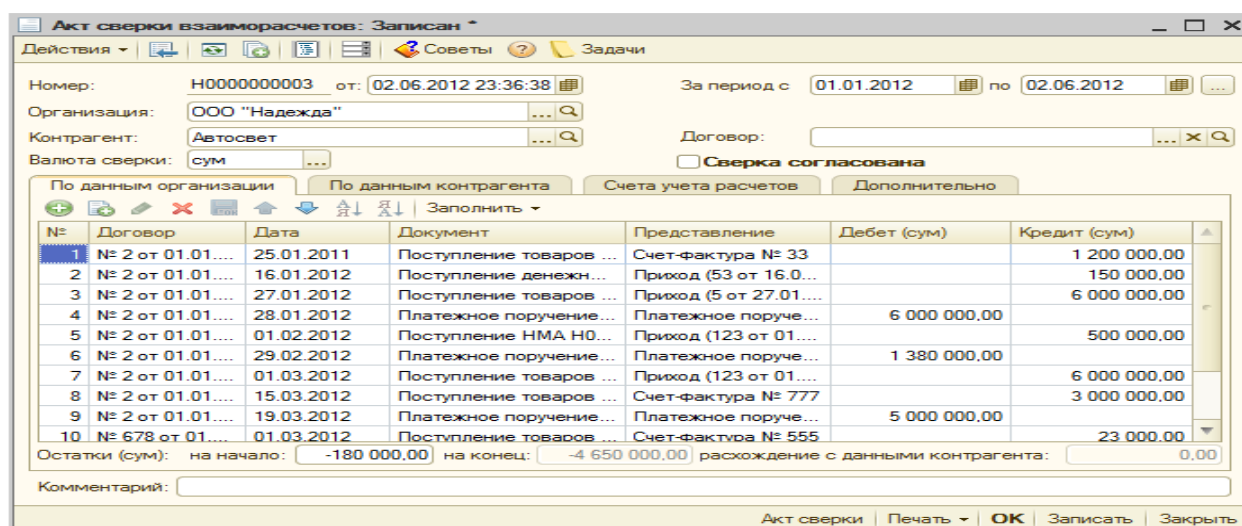 Акт сверки взаиморасчетов: Записан *
Действия Советы Задачи
Номер: Н0000000003 от: 02.06.2012 23:36:38 За период с 01.01.2012 по 02.06.2012 ...
Организация: ООО "Надежда" ...
Контрагент: Автосвет ... Договор: ...
Валюта сверки: сум ... Сверка согласована
По данным организации По данным контрагента Счета учета расчетов Дополнительно
Заполнить
№ Договор Дата Документ Представление Дебет (сум) Кредит (сум)
1 № 2 от 01.01.... 25.01.2011 Поступление товаров ... Счет-фактура № 33 1 200 000,00
2 № 2 от 01.01.... 16.01.2012 Поступление денежн... Приход (53 от 16.0... 150 000,00
3 № 2 от 01.01.... 27.01.2012 Поступление товаров ... Приход (5 от 27.01.... 6 000 000,00
4 № 2 от 01.01.... 28.01.2012 Платежное поручение... Платежное поруче... 6 000 000,00
5 № 2 от 01.01.... 01.02.2012 Поступление НМА Н0... Приход (123 от 01.... 500 000,00
6 № 2 от 01.01.... 29.02.2012 Платежное поручение... Платежное поруче... 1 380 000,00
7 № 2 от 01.01.... 01.03.2012 Поступление товаров ... Приход (123 от 01.... 6 000 000,00
8 № 2 от 01.01.... 15.03.2012 Поступление товаров ... Счет-фактура № 777 3 000 000,00
9 № 2 от 01.01.... 19.03.2012 Платежное поручение... Платежное поруче... 5 000 000,00
10 № 678 от 01.... 01.03.2012 Поступление товаров ... Счет-фактура № 555 23 000,00
Остатки (сум): на начало: -180 000,00 на конец: -4 650 000,00 расхождение с данными контрагента: 0,00
Комментарий:
Акт сверки Печать OK Записать Закрыть